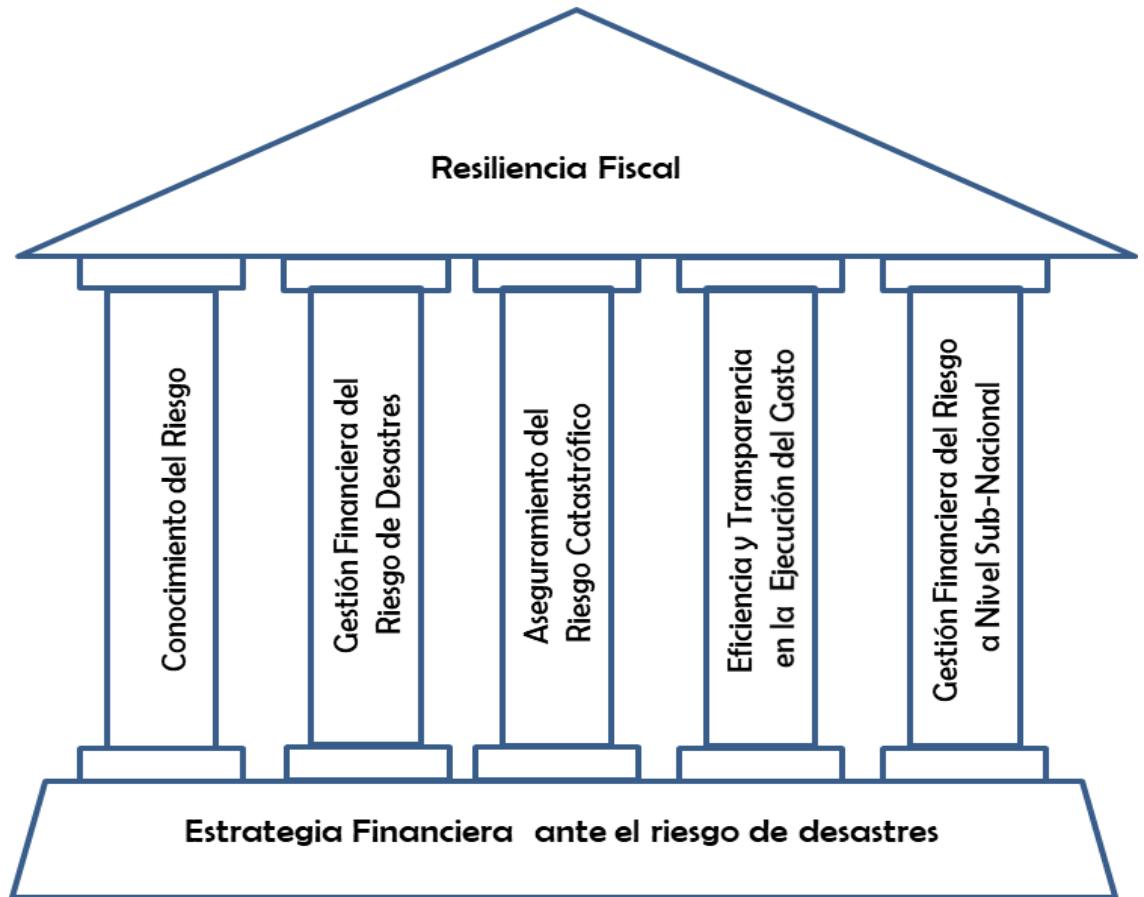 Resiliencia Fiscal
Conocimiento del Riesgo
Gestión Financiera del
Riesgo de Desastres
Aseguramiento del
Riesgo Catastrófico
Eficiencia y Transparencia
en la Ejecución del Gasto
Gestión Financiera del Riesgo
a Nivel Sub-Nacional
Estrategia Financiera ante el riesgo de desastres